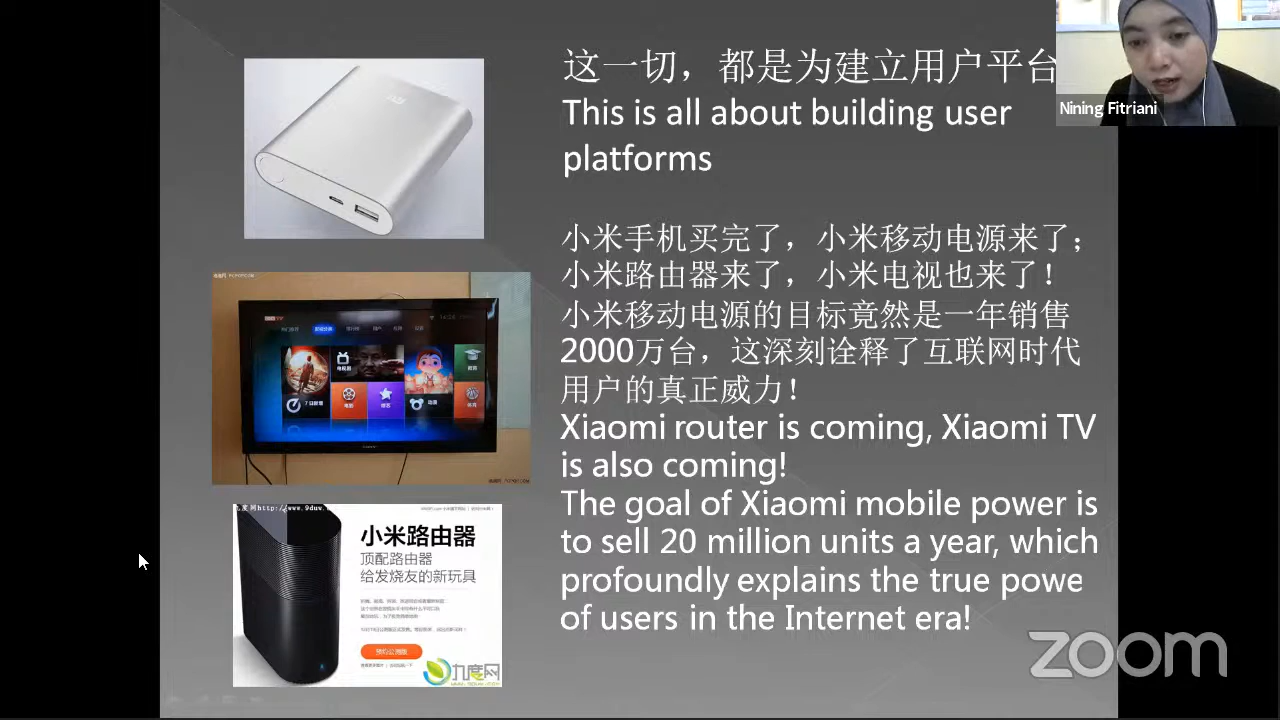 这一切，都是为建立用户平台
This is all about building user
platforms
Nining Fitriani
小米手机买完了，小米移动电源来了；
小米路由器来了，小米电视也来了！
小米移动电源的目标竟然是一年销售
2000万台，这深刻诠释了互联网时代
用户的真正威力！
Xiaomi router is coming, Xiaomi TV
is also coming!
The goal of Xiaomi mobile power is
to sell 20 million units a year, which
profoundly explains the true powe
of users in the Internet era!
小米路由器
顶配路由器
给发烧友的新玩具
九度网
zoom